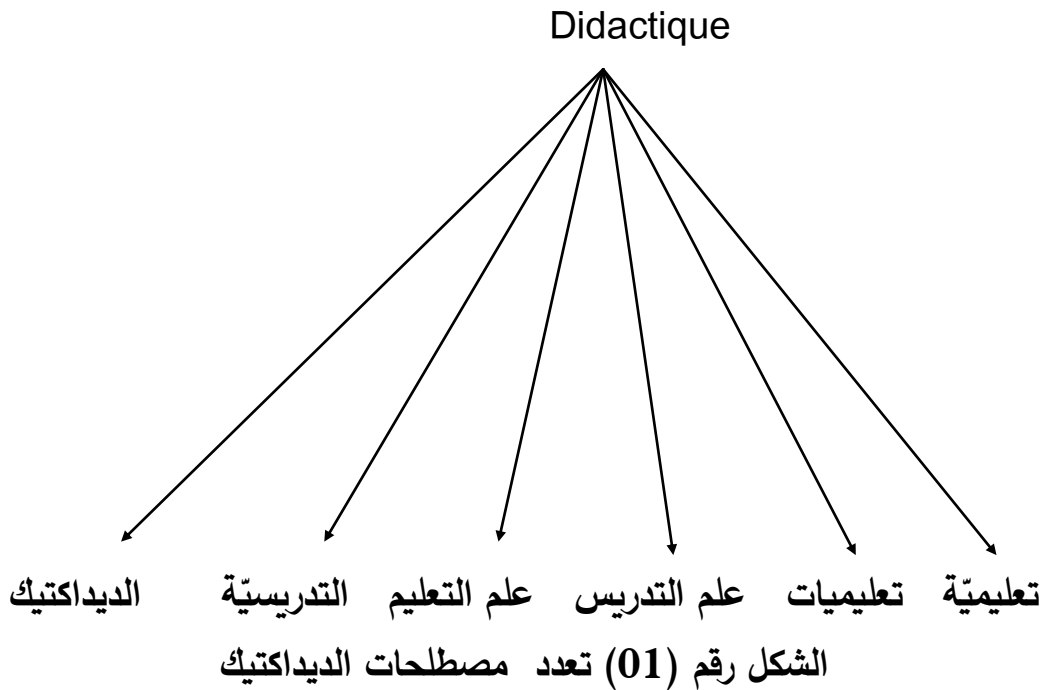 Didactique
تعليميّة تعليميات علم التدريس علم التعليم التدريسيّة الديداكتيك
الشكل رقم (01) تعدد مصطلحات الديداكتيك